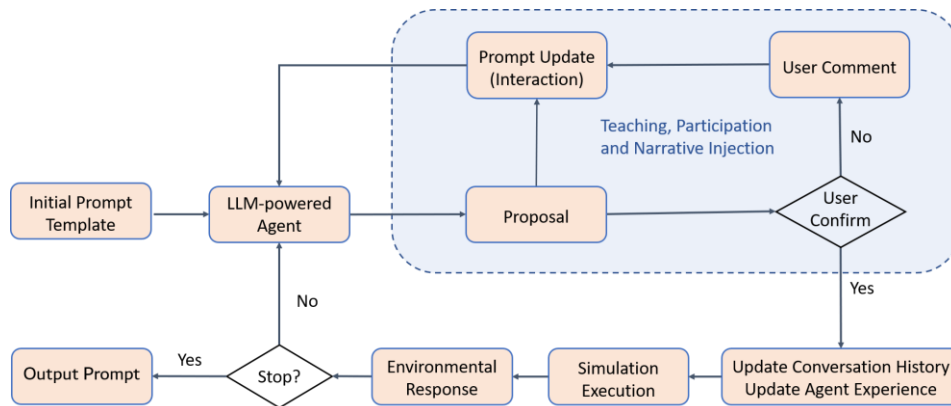 Prompt Update
(Interaction)
User Comment
Teaching, Participation
and Narrative Injection
No
Initial Prompt
Template
LLM-powered
Agent
Proposal
User
Confirm
No
Yes
Output Prompt
Yes
Stop?
Environmental
Response
Simulation
Execution
Update Conversation History
Update Agent Experience